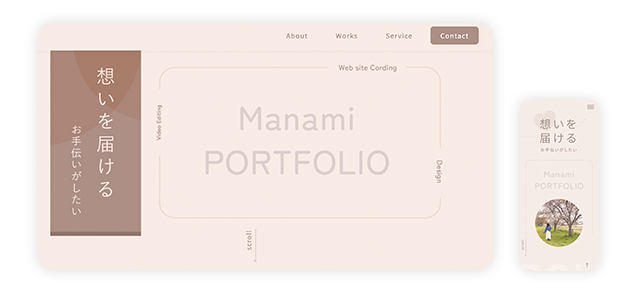 About
Works
Service
Contact
想いを届ける
お手伝いがしたい
Web site Cording
Video Editing
Manami
PORTFOLIO
Design
scroll
想いを
届ける
お手伝いがしたい
Manami
PORTFOLIO
scroll